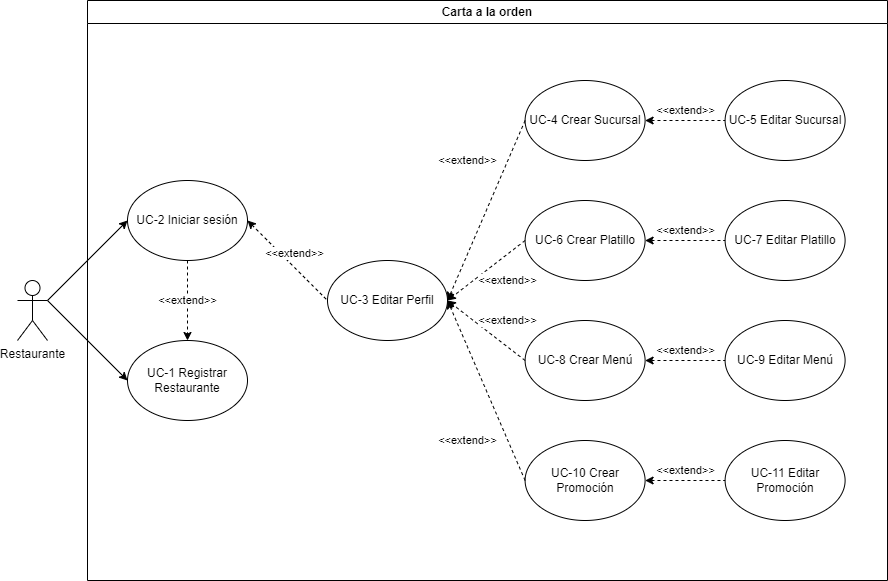 Carta a la orden
UC-4 Crear Sucursal
<<extend>>
UC-5 Editar Sucursal
<<extend>>
UC-2 Iniciar sesión
<<extend>>
UC-6 Crear Platillo
<<extend>>
UC-7 Editar Platillo
<<extend>>
<<extend>>
UC-3 Editar Perfil
<<extend>>
Restaurante
UC-1 Registrar
Restaurante
<<extend>>
UC-8 Crear Menú
<<extend>>
UC-9 Editar Menú
<<extend>>
UC-10 Crear
Promoción
<<extend>>
UC-11 Editar
Promoción